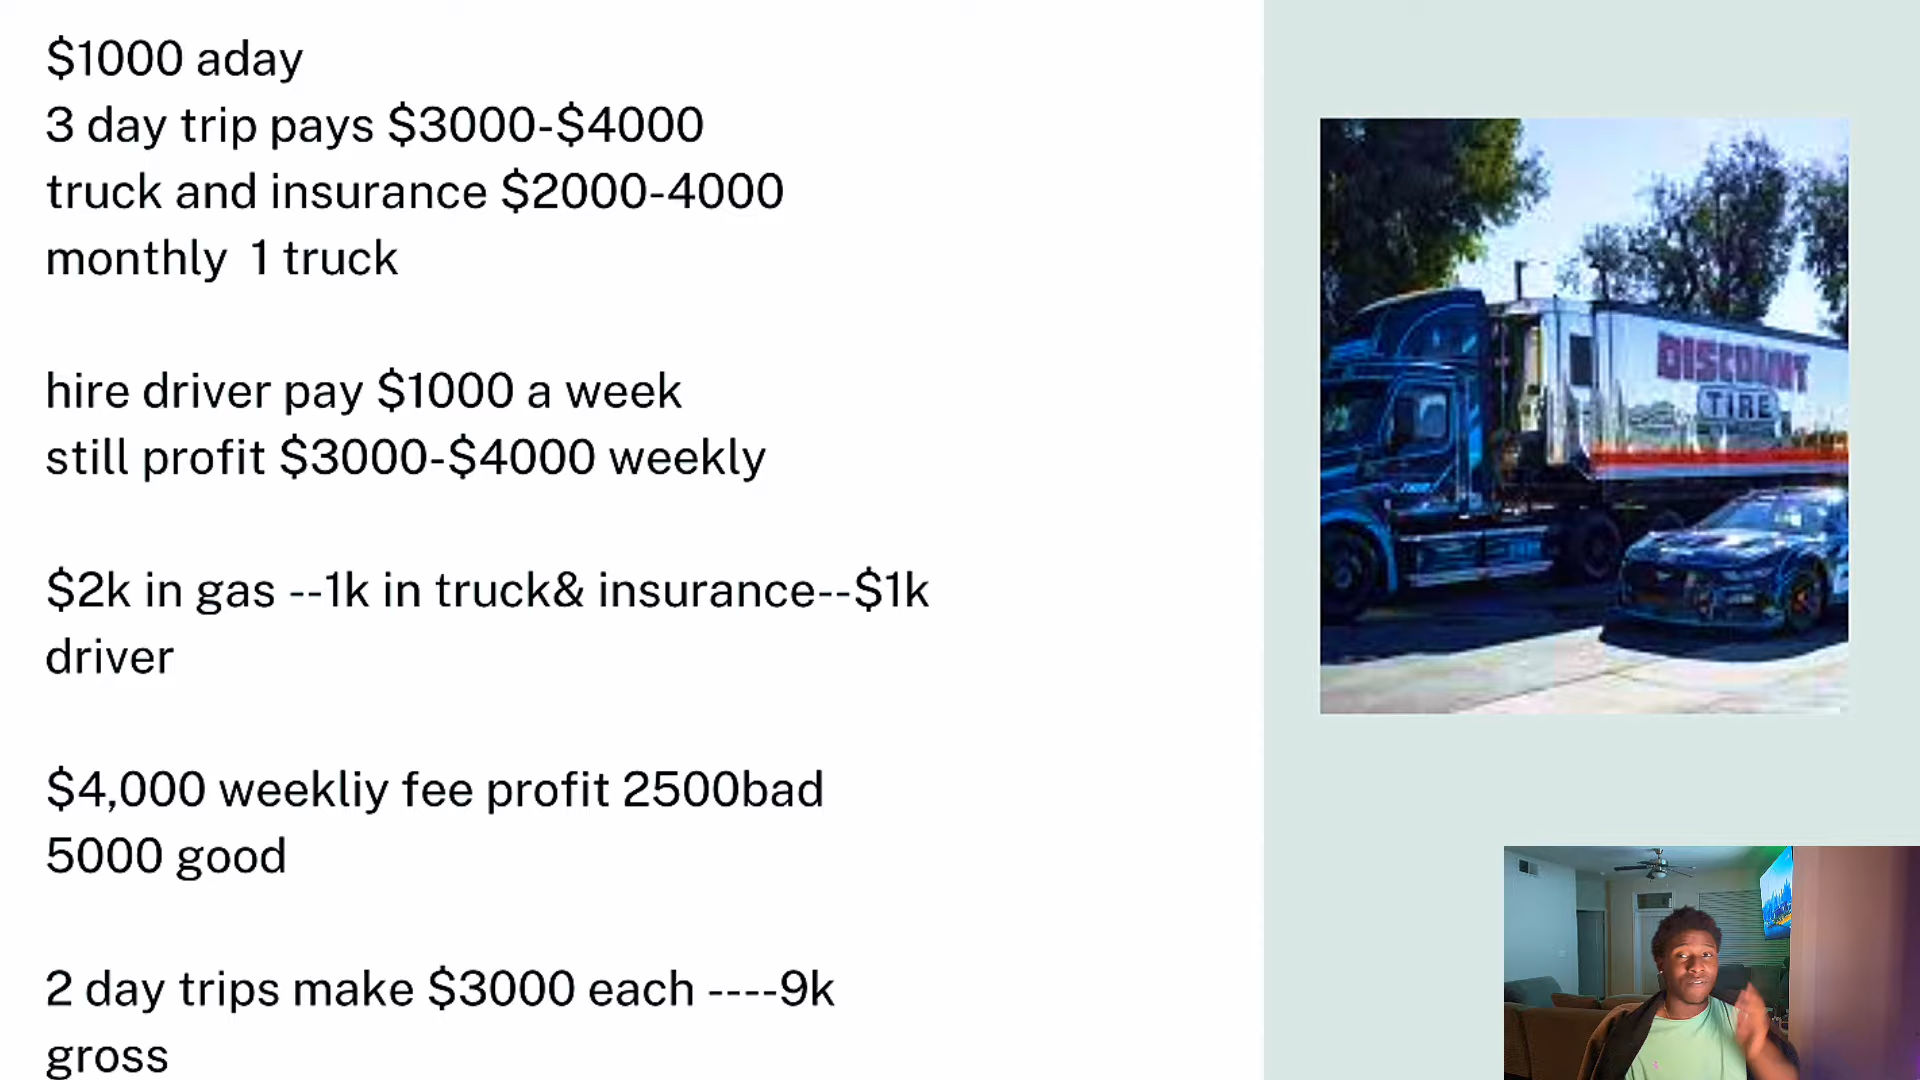 $1000 aday
3 day trip pays $3000-$4000
truck and insurance $2000-4000
monthly 1 truck
hire driver pay $1000 a week
still profit $3000-$4000 weekly
$2k in gas --1k in truck& insurance--$1k
driver
$4,000 weekliy fee profit 2500bad
5000 good
2 day trips make $3000 each ----9k
gross
DISCOUNT
TIRE